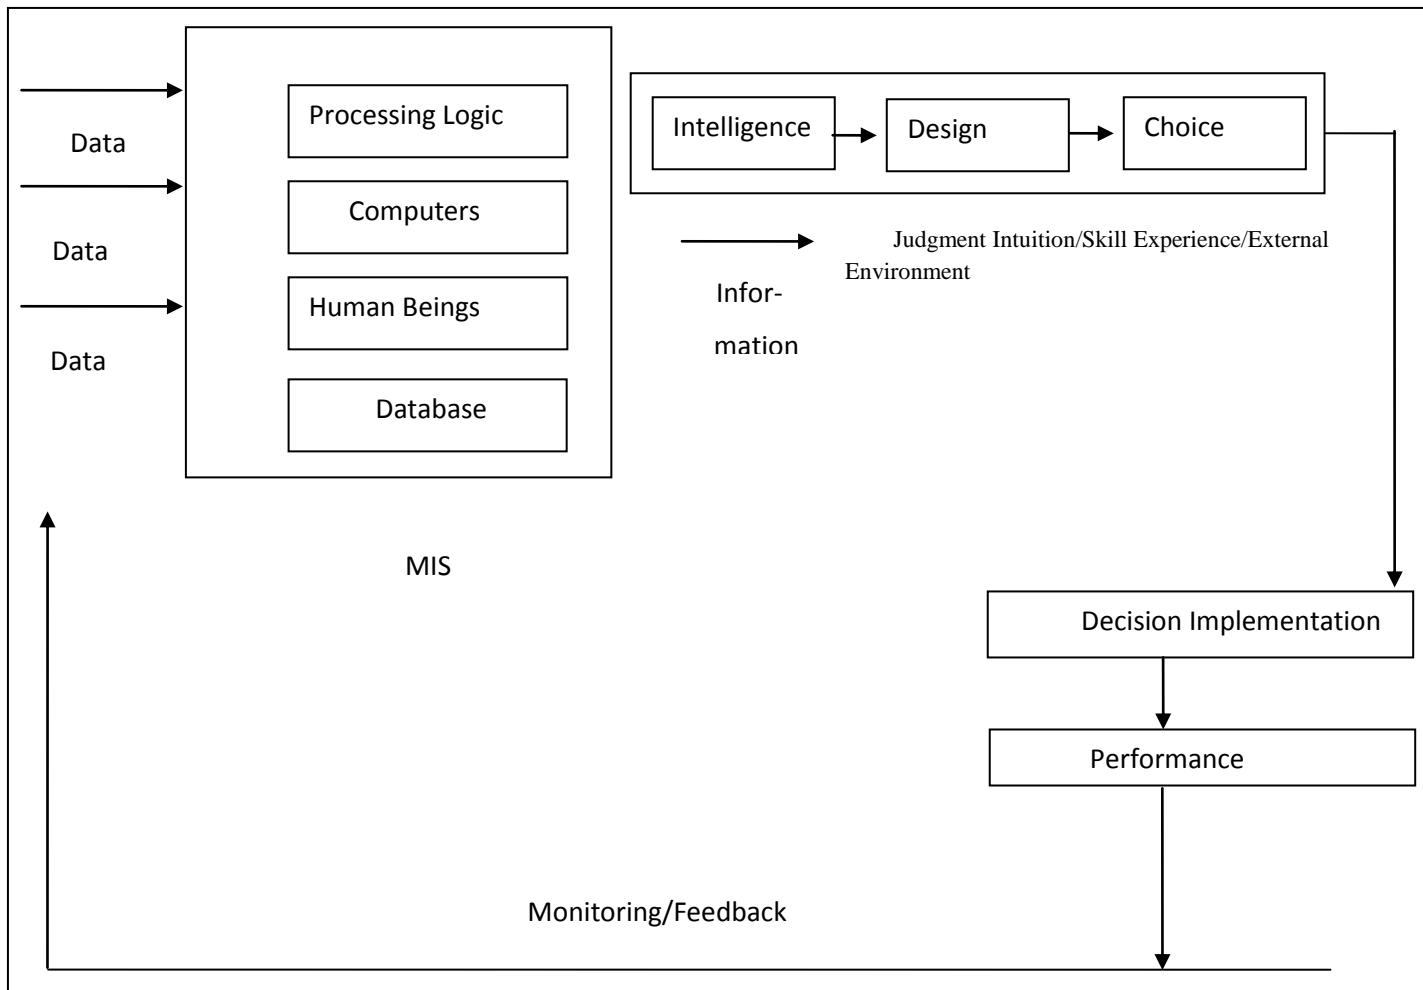 Data
Data
Data
Processing Logic
Computers
Human Beings
Database
MIS
Intelligence
Design
Choice
Infor-
mation
Judgment Intuition/Skill Experience/External
Environment
Decision Implementation
Performance
Monitoring/Feedback